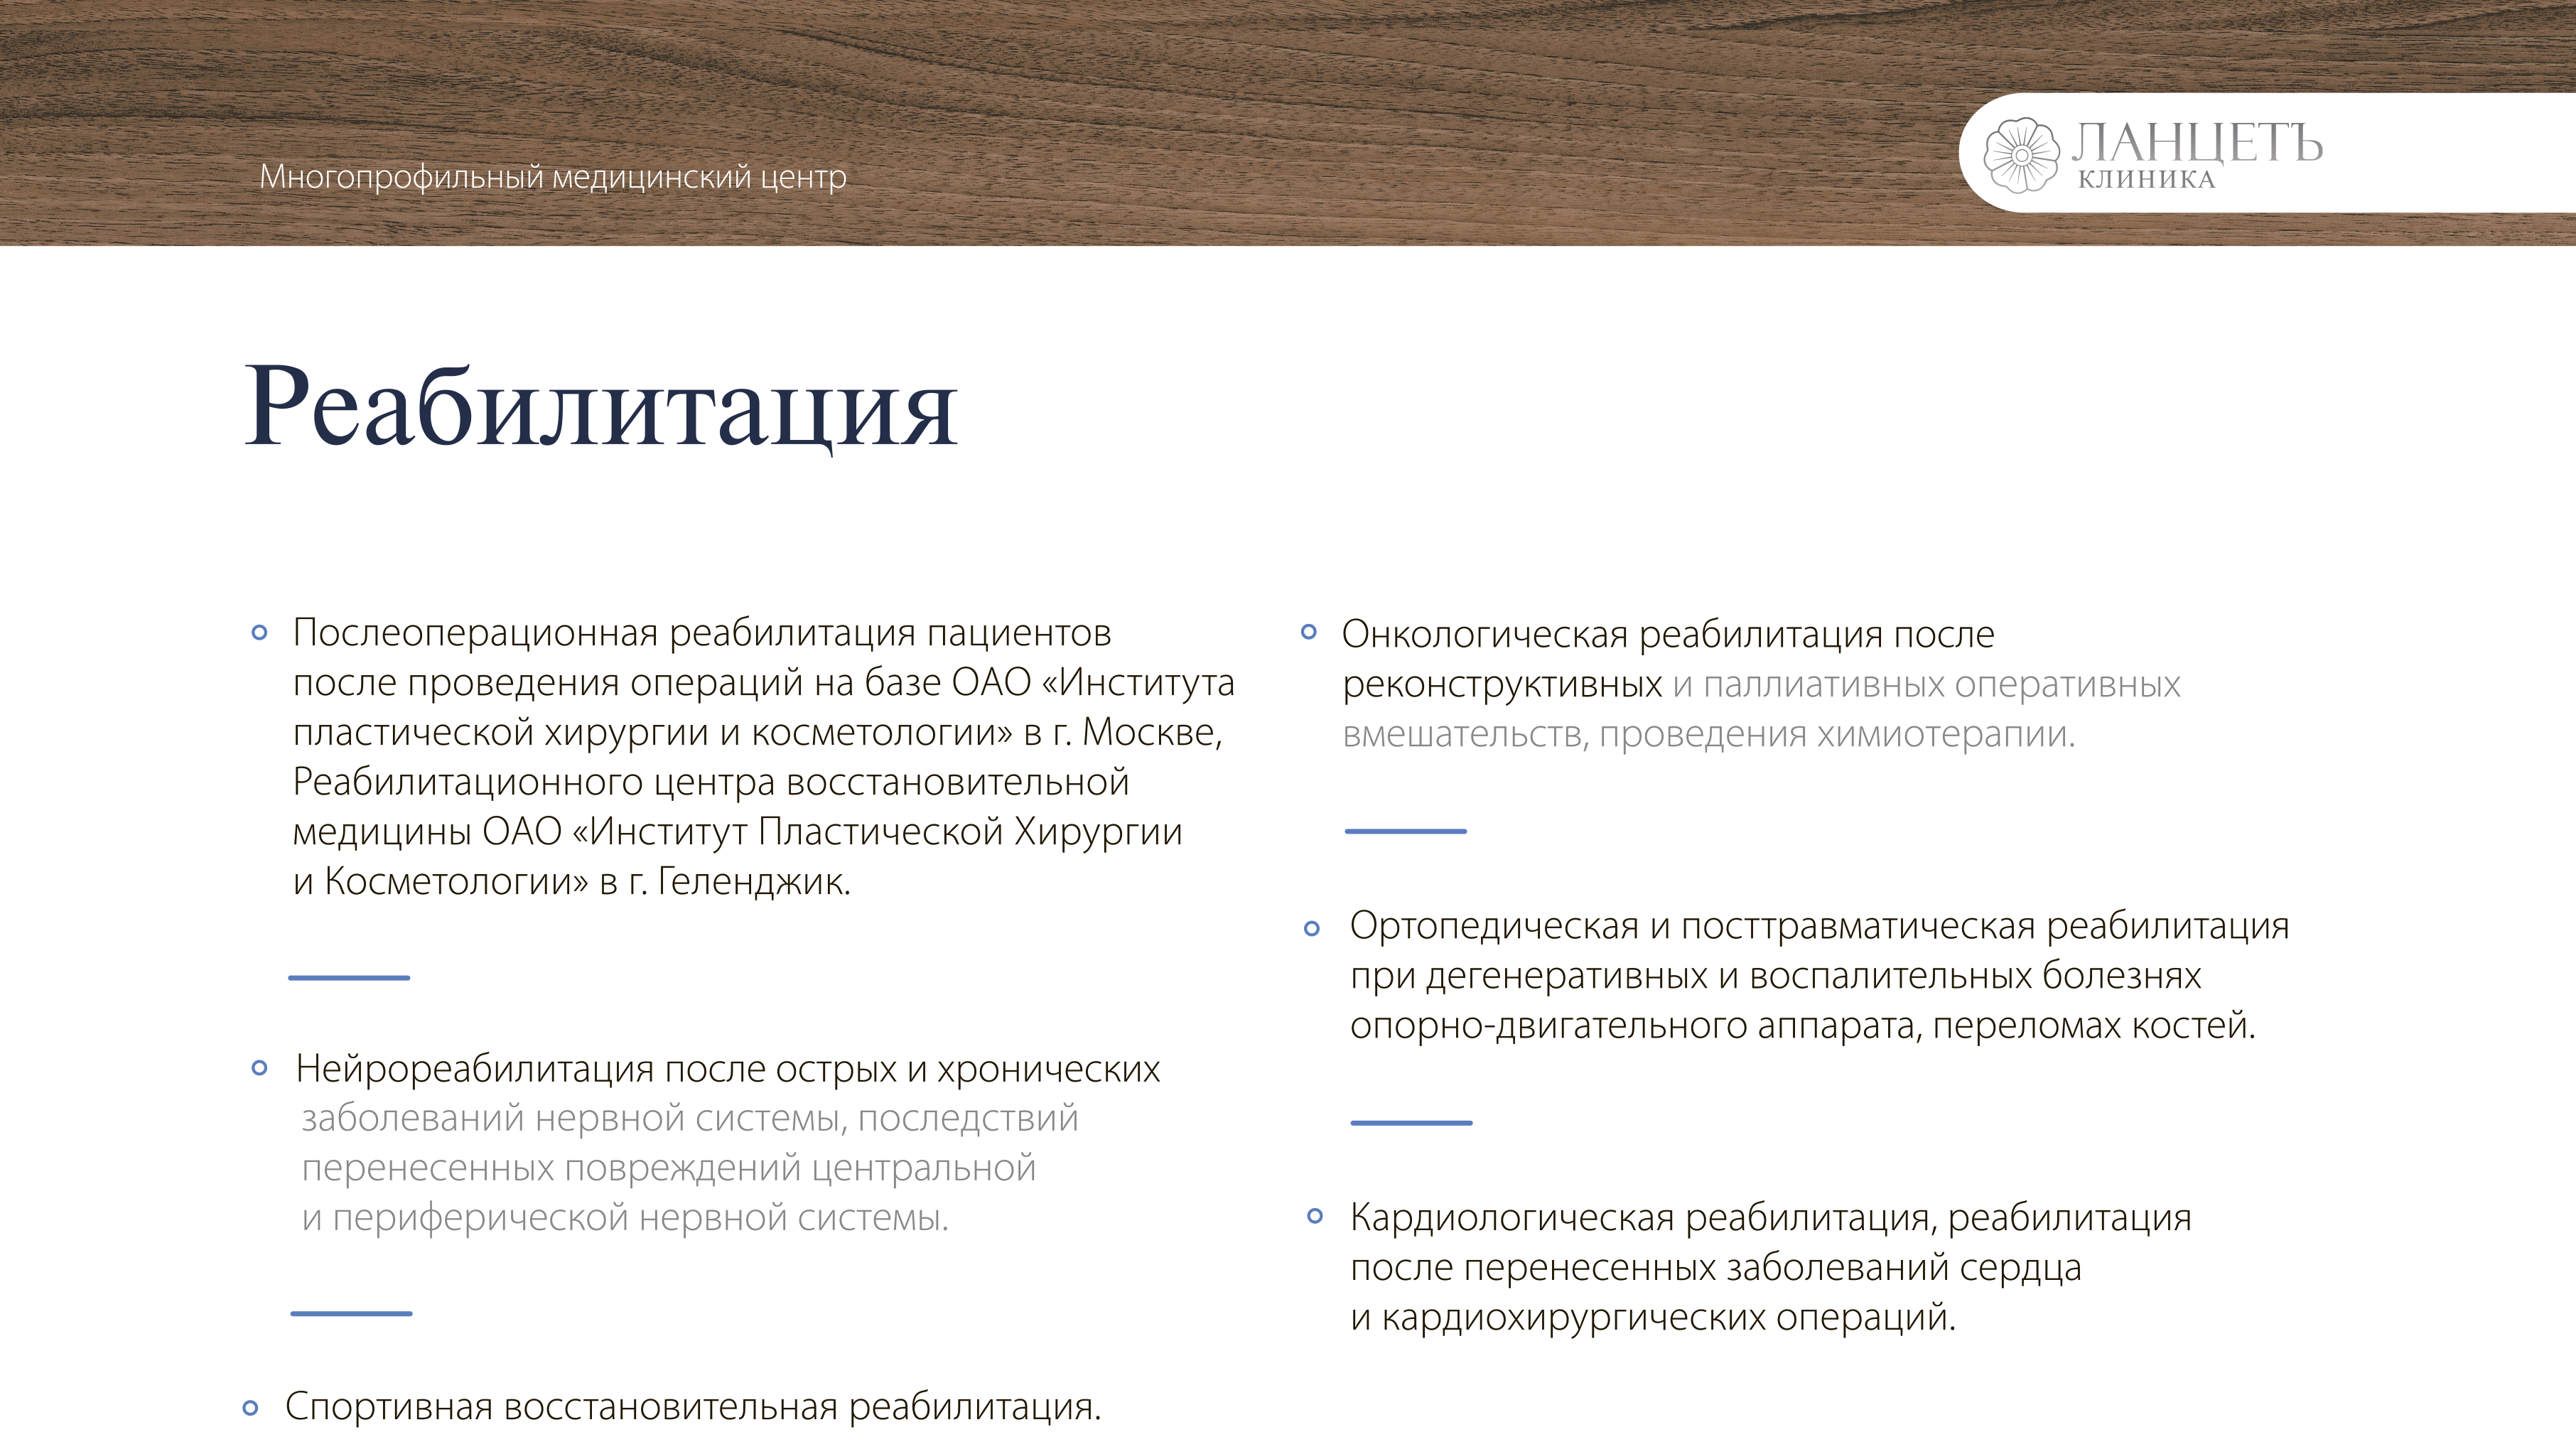 Многопрофильный медицинский центр
ЛАНЦЕТЪ
КЛИНИКА
Реабилитация
Послеоперационная реабилитация пациентов
после проведения операций на базе ОАО «Института
пластической хирургии и косметологии» в г. Москве,
Реабилитационного центра восстановительной
медицины ОАО «Институт Пластической Хирургии
и Косметологии» в г. Геленджик.
Нейрореабилитация после острых и хронических
заболеваний нервной системы, последствий
перенесенных повреждений центральной
и периферической нервной системы.
Спортивная восстановительная реабилитация.
Онкологическая реабилитация после
реконструктивных и паллиативных оперативных
вмешательств, проведения химиотерапии.
Ортопедическая и посттравматическая реабилитация
при дегенеративных и воспалительных болезнях
опорно-двигательного аппарата, переломах костей.
Кардиологическая реабилитация, реабилитация
после перенесенных заболеваний сердца
и кардиохирургических операций.